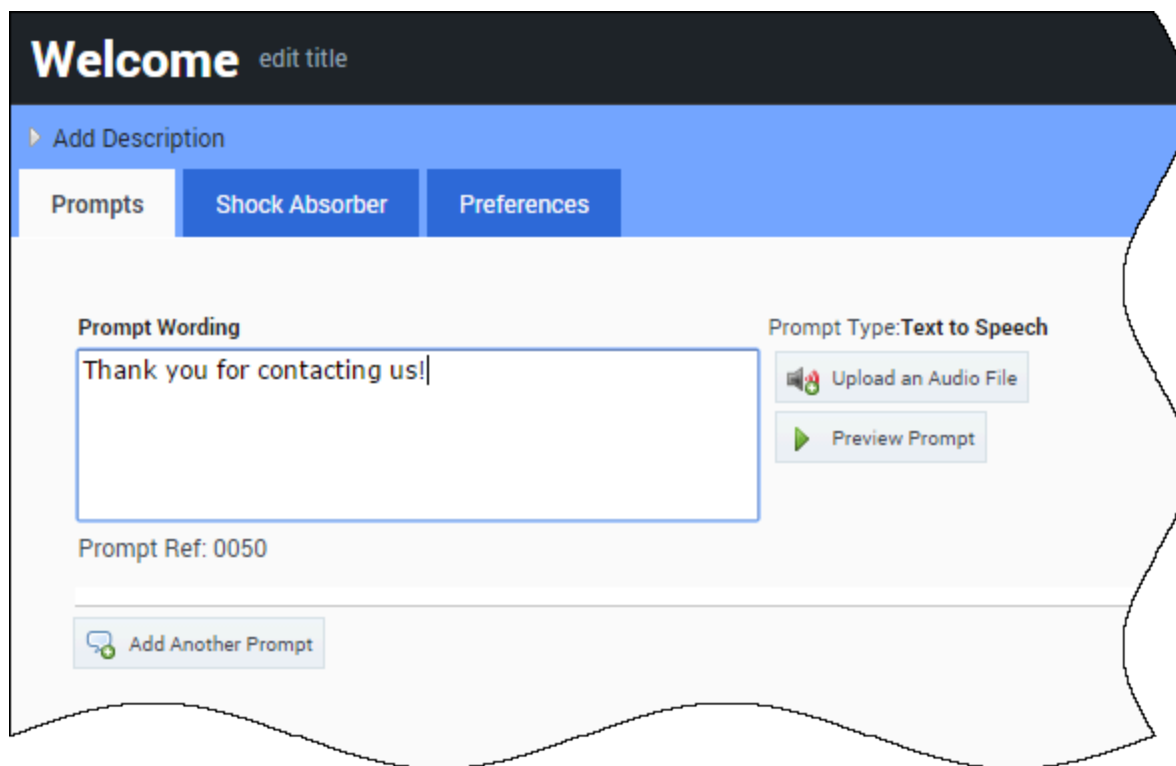 Welcome edit title
Add Description
Prompts Shock Absorber Preferences
Prompt Wording Prompt Type:Text to Speech
Thank you for contacting us!
Upload an Audio File
Preview Prompt
Prompt Ref: 0050
Add Another Prompt